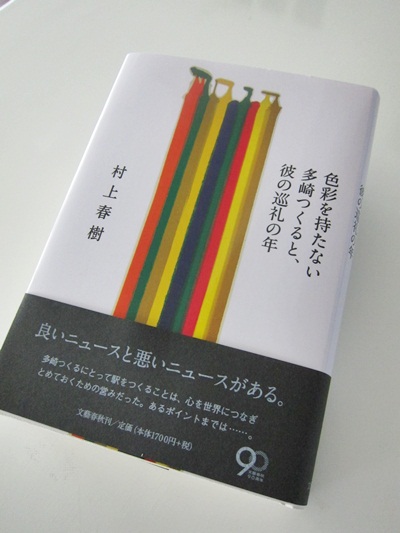 色彩を持たない
多崎つくると、
彼の巡礼の年
村上春樹
良いニュースと悪いニュースがある。
多崎つくるにとって駅をつくることは、心を世界につなぎ
とめておくための営みだった。あるポイントまでは……。
文藝春秋刊/定価(本体1700円+税)
90